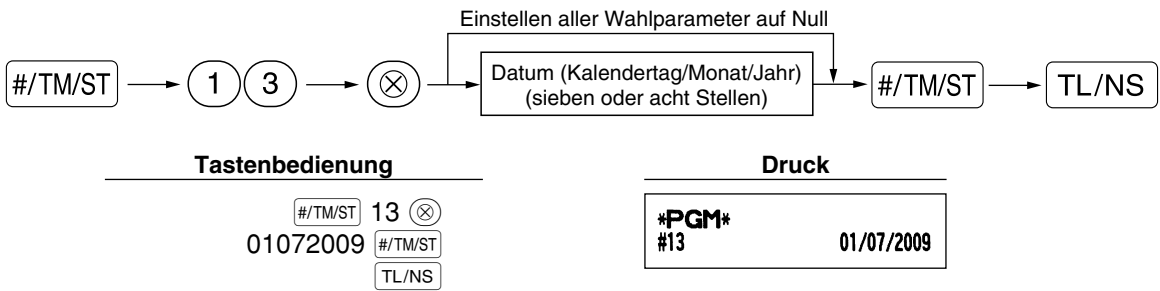 Einstellen aller Wahlparameter auf Null
#/TM/ST 1 3 ⊗ Datum (Kalendertag/Monat/Jahr) #/TM/ST TL/NS
(sieben oder acht Stellen)
Tastenbedienung Druck
#/TM/ST 13 ⊗
01072009 #/TM/ST
TL/NS
*PGM*
#13 01/07/2009